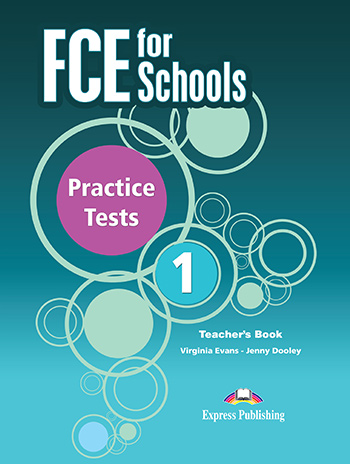 FCE for
Schools
Practice
Tests
1
Teacher's Book
Virginia Evans - Jenny Dooley
Express Publishing